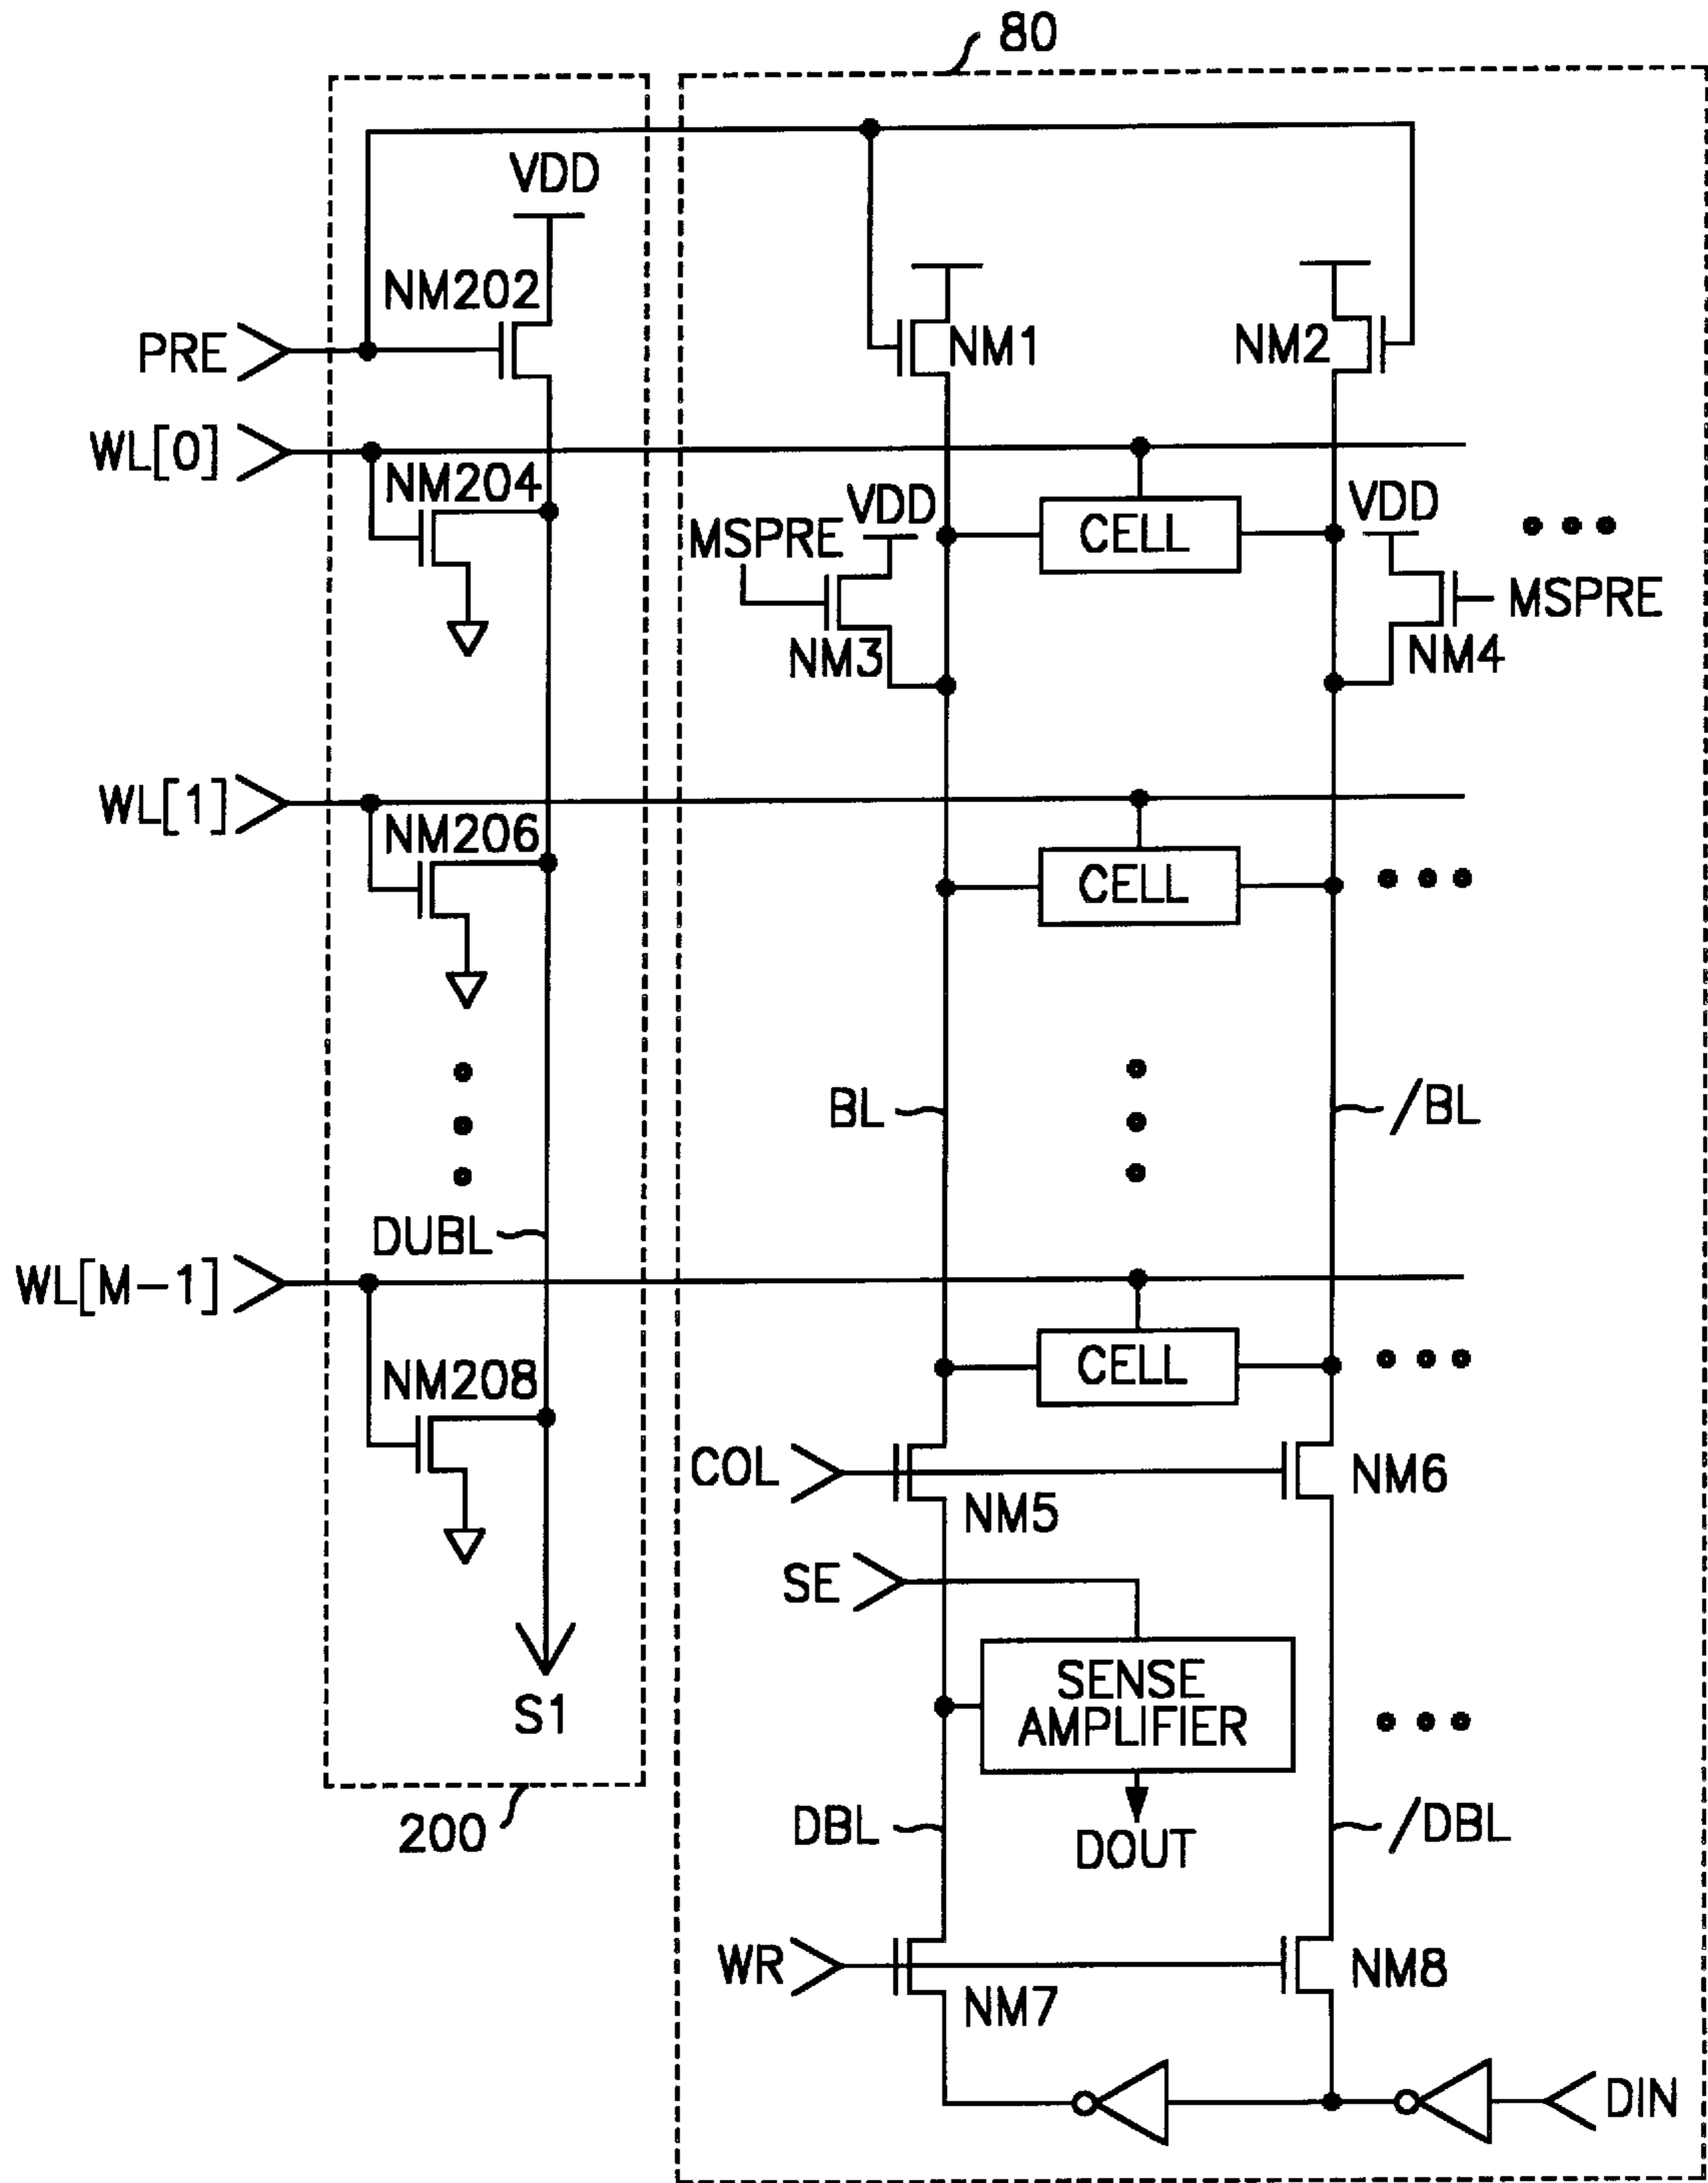 80
VDD
NM202
PRE
NM1
NM2
WL[0]
NM204
VDD
MSPRE
CELL
VDD
MSPRE
NM3
NM4
WL[1]
NM206
CELL
BL
/BL
DUBL
WL[M-1]
NM208
CELL
COL
NM5
NM6
SE
SENSE
AMPLIFIER
S1
200
DBL
DOUT
/DBL
WR
NM7
NM8
DIN